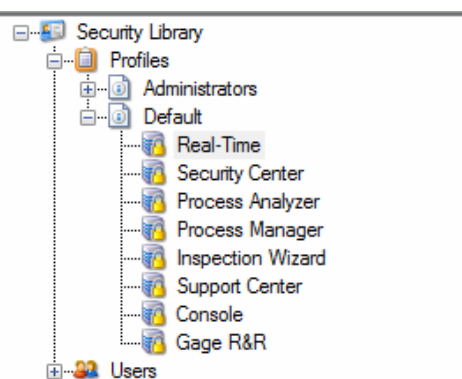 Security Library
Profiles
Administrators
Default
Real-Time
Security Center
Process Analyzer
Process Manager
Inspection Wizard
Support Center
Console
Gage R&R
Users